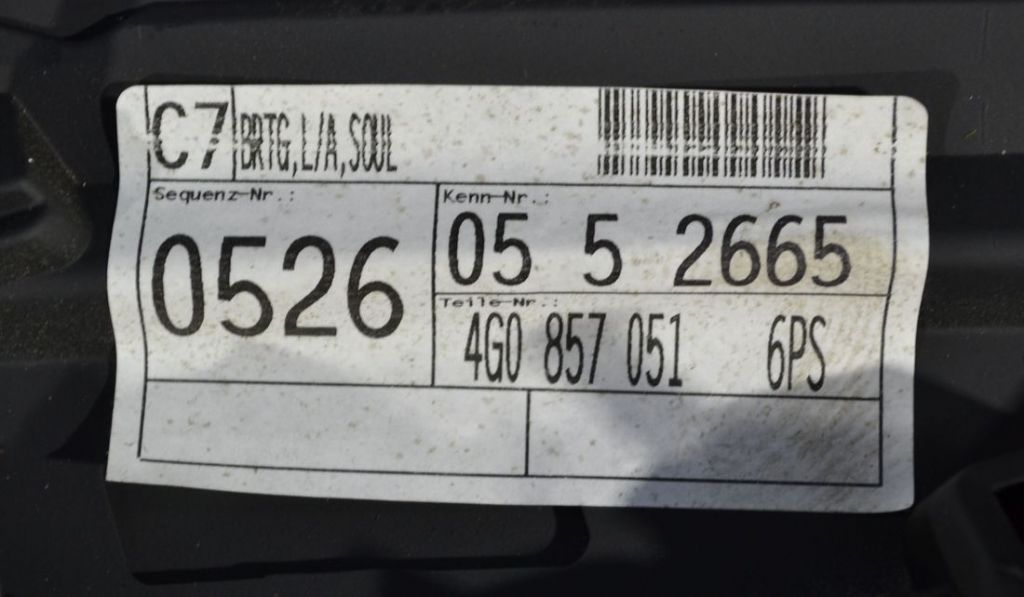 C7 BRTG,L/A,SOUL
Sequenz-Nr.:
0526
Kenn-Nr.:
05 5 2665
Teile-Nr.:
4G0 857 051 6PS